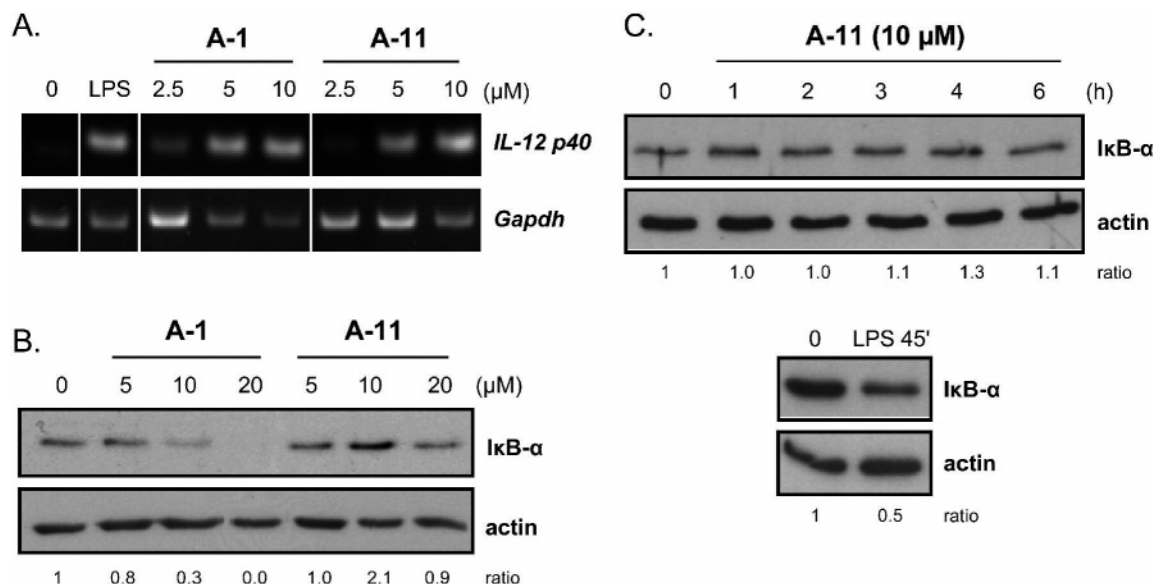 A.
A-1 A-11
0 LPS 2.5 5 10 2.5 5 10 (µM)
IL-12 p40
Gapdh
B.
A-1 A-11
0 5 10 20 5 10 20 (µM)
IκB-α
actin
1 0.8 0.3 0.0 1.0 2.1 0.9 ratio
C.
A-11 (10 µM)
0 1 2 3 4 6 (h)
IκB-α
actin
1 1.0 1.0 1.1 1.3 1.1 ratio
0 LPS 45'
IκB-α
actin
1 0.5 ratio